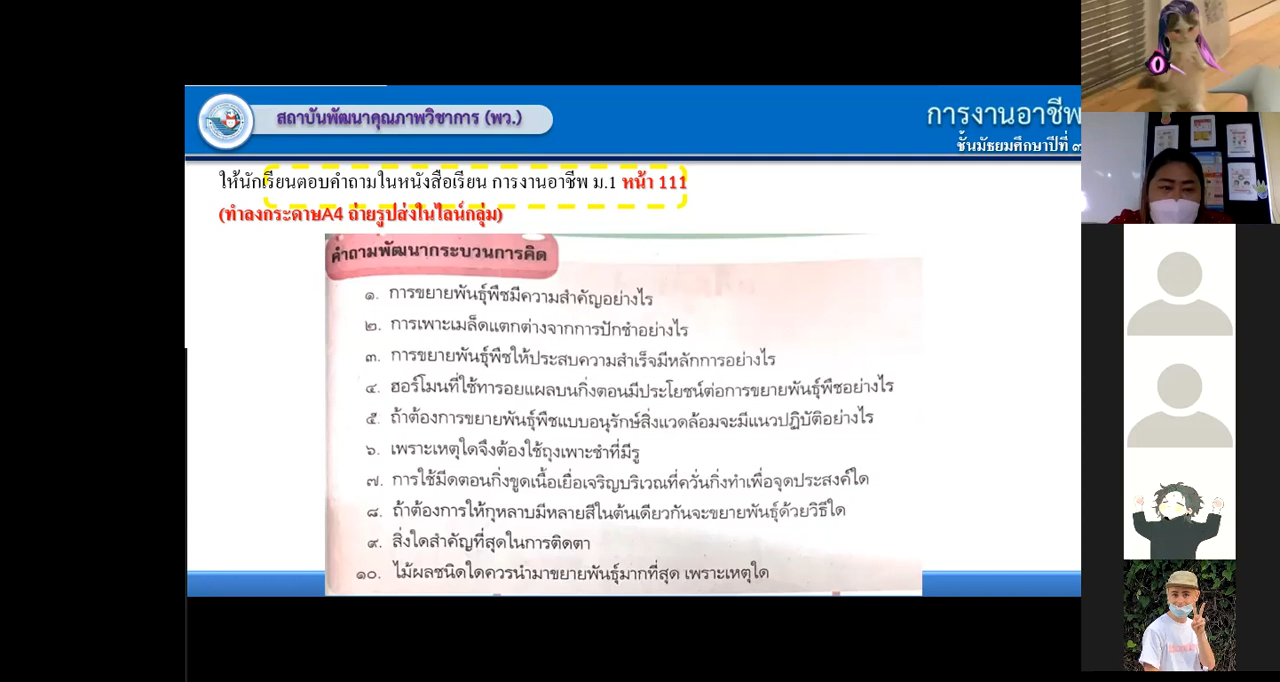 สถาบันพัฒนาคุณภาพวิชาการ (พว.)
การงานอาชีพ
ชั้นมัธยมศึกษาปีที่ ๑
ให้นักเรียนตอบคำถามในหนังสือเรียน การงานอาชีพ ม.1 หน้า 111
(ทำลงกระดาษA4 ถ่ายรูปส่งในไลน์กลุ่ม)
คำถามพัฒนากระบวนการคิด
๑. การขยายพันธุ์พืชมีความสำคัญอย่างไร
๒. การเพาะเมล็ดแตกต่างจากการปักชำอย่างไร
๓. การขยายพันธุ์พืชให้ประสบความสำเร็จมีหลักการอย่างไร
๔. ฮอร์โมนที่ใช้ทารอยแผลบนกิ่งตอนมีประโยชน์ต่อการขยายพันธุ์พืชอย่างไร
๕. ถ้าต้องการขยายพันธุ์พืชแบบอนุรักษ์สิ่งแวดล้อมจะมีแนวปฏิบัติอย่างไร
๖. เพราะเหตุใดจึงต้องใช้ถุงเพาะชำที่มีรู
๗. การใช้มีดตอนกิ่งขูดเนื้อเยื่อเจริญบริเวณที่ควั่นกิ่งทำเพื่อจุดประสงค์ใด
๘. ถ้าต้องการให้กุหลาบมีหลายสีในต้นเดียวกันจะขยายพันธุ์ด้วยวิธีใด
๙. สิ่งใดสำคัญที่สุดในการติดตา
๑๐. ไม้ผลชนิดใดควรนำมาขยายพันธุ์มากที่สุด เพราะเหตุใด